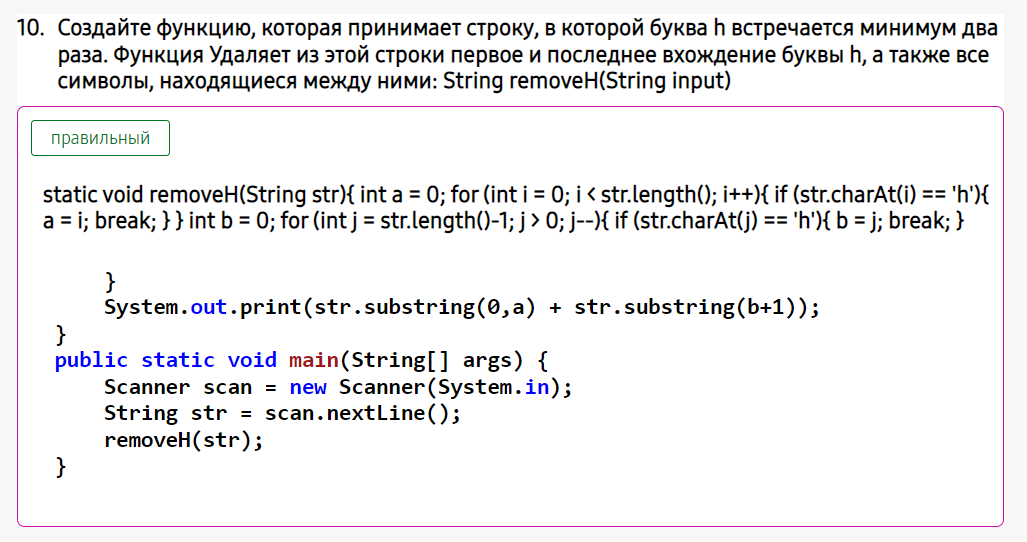 10. Создайте функцию, которая принимает строку, в которой буква h встречается минимум два
раза. Функция Удаляет из этой строки первое и последнее вхождение буквы h, а также все
символы, находящиеся между ними: String removeH(String input)
правильный
static void removeH(String str){ int a = 0; for (int i = 0; i < str.length(); i++){ if (str.charAt(i) == 'h'){
a = i; break; } } int b = 0; for (int j = str.length()-1; j > 0; j--){ if (str.charAt(j) == 'h'){ b = j; break; }
}
System.out.print(str.substring(0,a) + str.substring(b+1));
}
public static void main(String[] args) {
Scanner scan = new Scanner(System.in);
String str = scan.nextLine();
removeH(str);
}